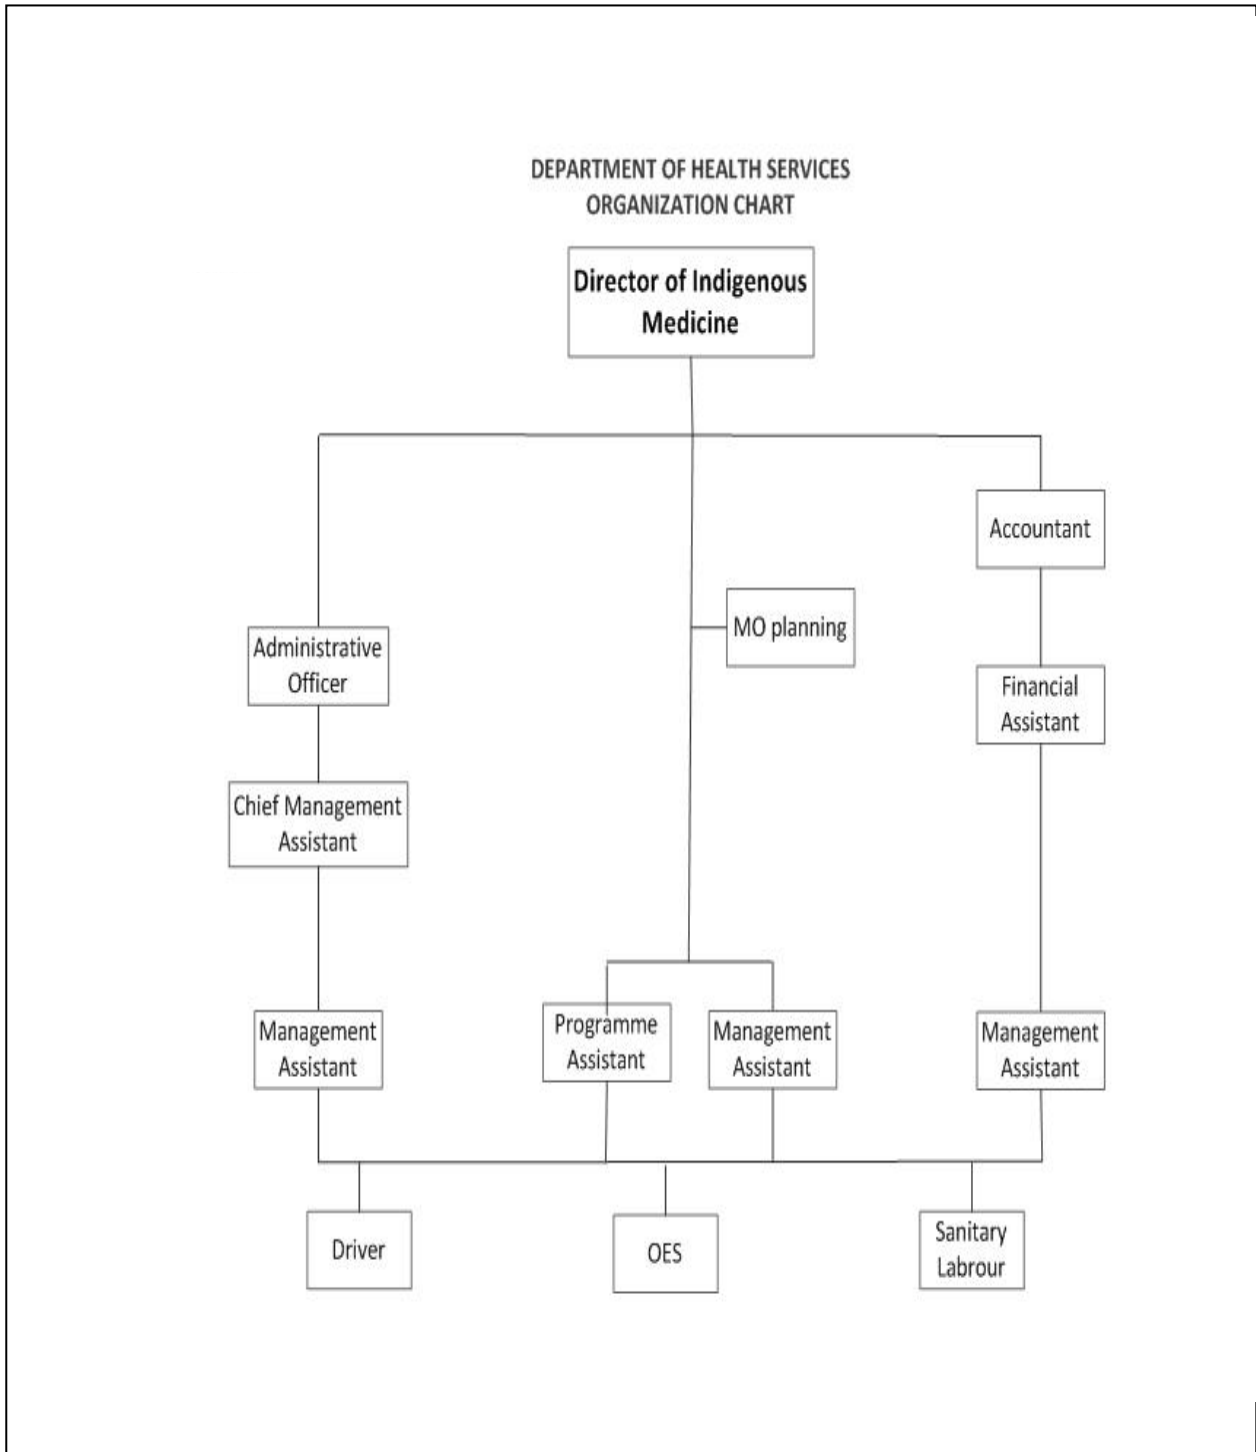 DEPARTMENT OF HEALTH SERVICES
ORGANIZATION CHART
Director of Indigenous
Medicine
Accountant
MO planning
Administrative
Officer
Financial
Assistant
Chief Management
Assistant
Management
Assistant
Programme
Assistant
Management
Assistant
Management
Assistant
Driver
OES
Sanitary
Labrour